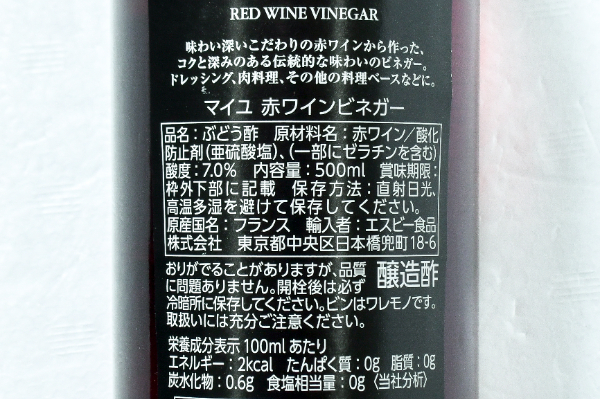 RED WINE VINEGAR
味わい深いこだわりの赤ワインから作った、
コクと深みのある伝統的な味わいのビネガー。
ドレッシング、肉料理、その他の料理ベースなどに。
マイユ 赤ワインビネガー
品名：ぶどう酢 原材料名：赤ワイン／酸化
防止剤（亜硫酸塩）、（一部にゼラチンを含む）
酸度：7.0% 内容量：500ml 賞味期限：
枠外下部に記載 保存方法：直射日光、
高温多湿を避けて保存してください。
原産国名：フランス 輸入者：エスビー食品
株式会社 東京都中央区日本橋兜町18-6
おりがでることがありますが、品質
に問題ありません。開栓後は必ず
醸造酢
冷暗所に保存してください。ビンはワレモノです。
取扱いには充分ご注意ください。
栄養成分表示 100mlあたり
エネルギー：2kcal たんぱく質：0g 脂質：0g
炭水化物：0.6g 食塩相当量：0g〈当社分析〉